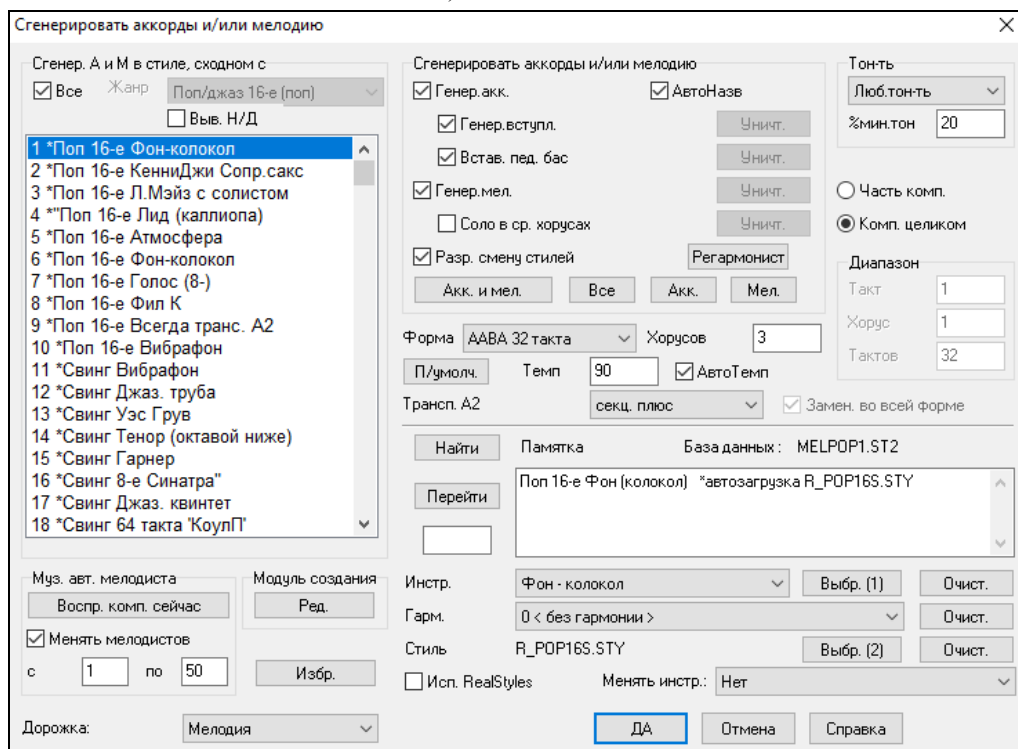 Сгенерировать аккорды и/или мелодию
Сгенер. А и М в стиле, сходном с
Все Жанр Поп/джаз 16-е (поп)
Выв. Н/Д
1 *Поп 16-е Фон-колокол
2 *Поп 16-е КенниДжи Сопр.сакс
3 *Поп 16-е Л.Мэйз с солистом
4 *"Поп 16-е Лид (каллиопа)
5 *Поп 16-е Атмосфера
6 *Поп 16-е Фон-колокол
7 *Поп 16-е Голос (8-)
8 *Поп 16-е Фил К
9 *Поп 16-е Всегда транс. А2
10 *Поп 16-е Вибрафон
11 *Свинг Вибрафон
12 *Свинг Джаз. труба
13 *Свинг Уэс Грув
14 *Свинг Тенор (октавой ниже)
15 *Свинг Гарнер
16 *Свинг 8-е Синатра"
17 *Свинг Джаз. квинтет
18 *Свинг 64 такта 'КоулП'
Муз. авт. мелодиста
Воспр. комп. сейчас
Менять мелодистов
с 1 по 50
Модуль создания
Ред.
Избр.
Дорожка: Мелодия
Сгенерировать аккорды и/или мелодию
Генер.акк. АвтоНазв
Генер.вступл. Уничт.
Встав. пед. бас Уничт.
Генер.мел. Уничт.
Соло в ср. хорусах Уничт.
Разр. смену стилей Регармонист
Акк. и мел. Все Акк. Мел.
Тон-ть
Люб.тон-ть
%мин.тон 20
Часть комп.
Комп. целиком
Диапазон
Такт 1
Хорус 1
Тактов 32
Форма ААВА 32 такта Хорусов 3
П/умолч. Темп 90 АвтоТемп
Трансп. А2 секц. плюс Замен. во всей форме
Найти Памятка База данных : MELPOP1.ST2
Перейти
Поп 16-е Фон (колокол) *автозагрузка R_POP16S.STY
Инстр. Фон - колокол Выбр. (1) Очист.
Гарм. 0 < без гармонии > Очист.
Стиль R_POP16S.STY Выбр. (2) Очист.
Исп. RealStyles Менять инстр.: Нет
ДА Отмена Справка